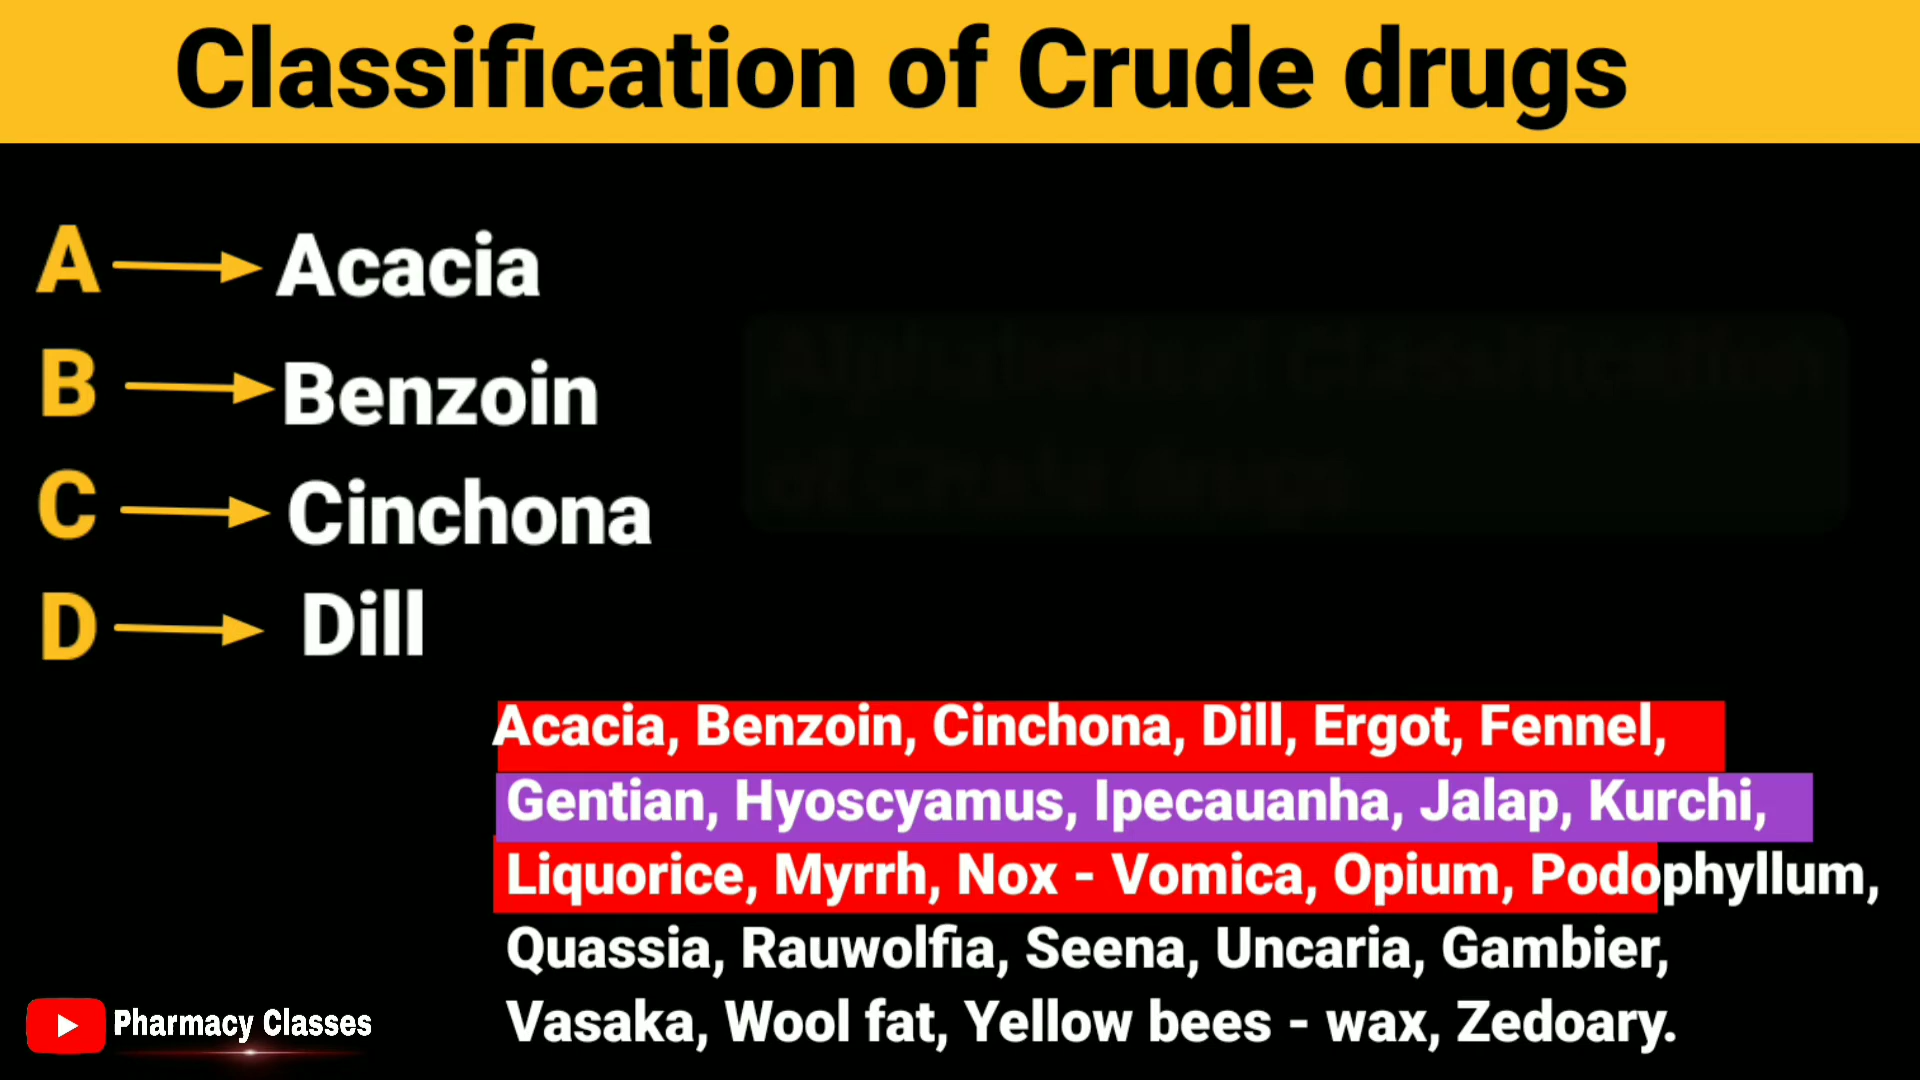 Classification of Crude drugs
A → Acacia
B → Benzoin
C → Cinchona
D → Dill
Acacia, Benzoin, Cinchona, Dill, Ergot, Fennel,
Gentian, Hyoscyamus, Ipecauanha, Jalap, Kurchi,
Liquorice, Myrrh, Nox - Vomica, Opium, Podophyllum,
Quassia, Rauwolfia, Seena, Uncaria, Gambier,
Vasaka, Wool fat, Yellow bees - wax, Zedoary.
Pharmacy Classes